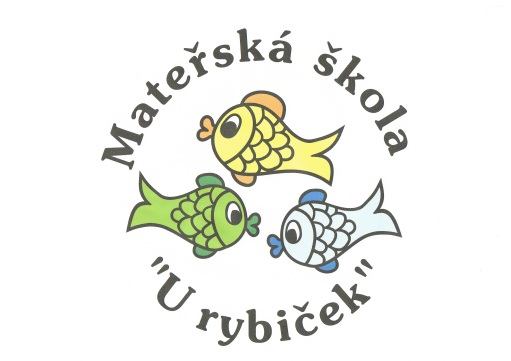 Mateřská škola
"U rybiček"